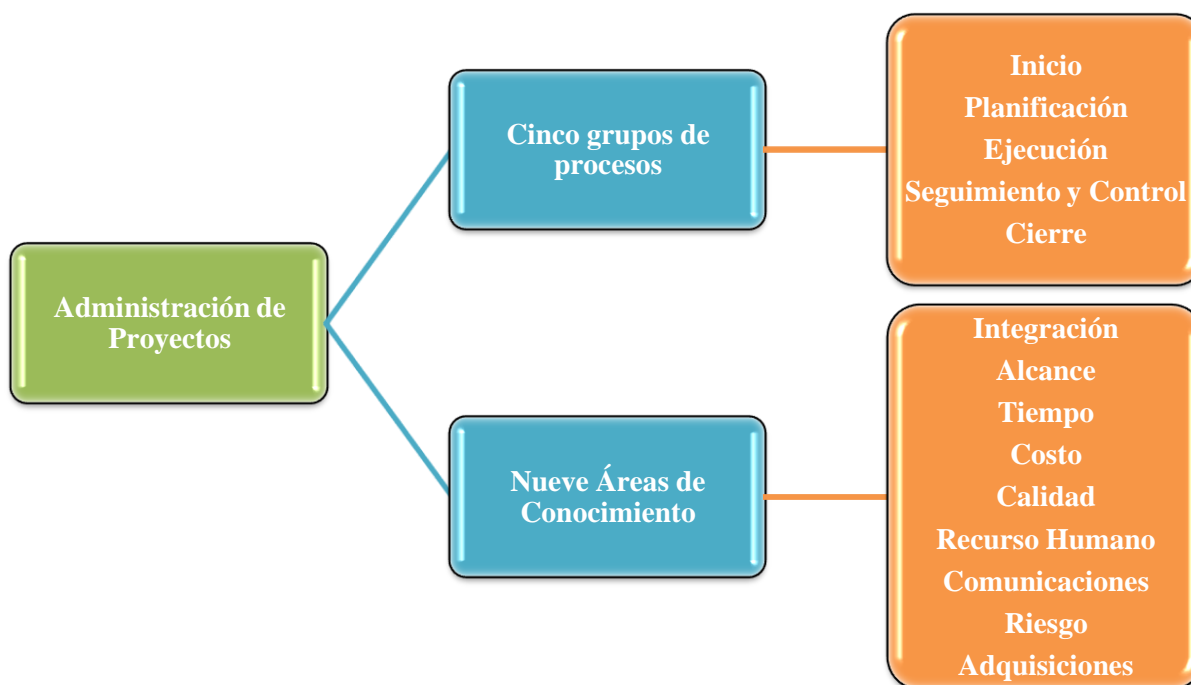 Administración de
Proyectos
Cinco grupos de
procesos
Inicio
Planificación
Ejecución
Seguimiento y Control
Cierre
Nueve Áreas de
Conocimiento
Integración
Alcance
Tiempo
Costo
Calidad
Recurso Humano
Comunicaciones
Riesgo
Adquisiciones